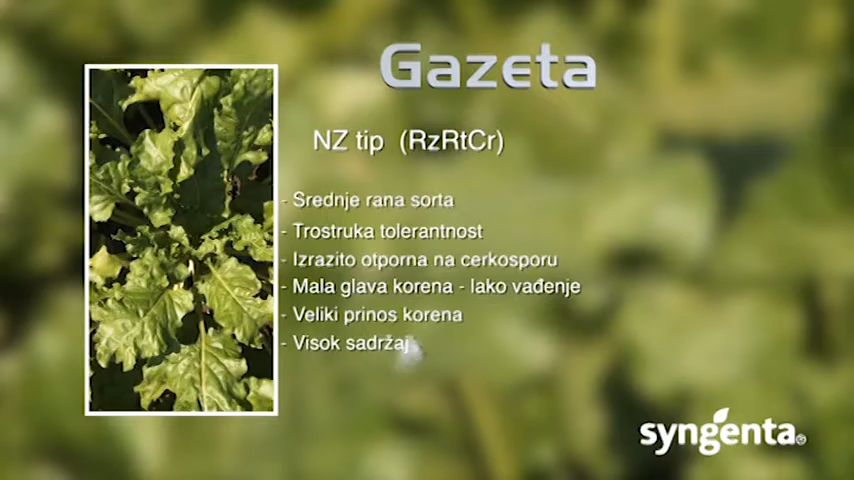 Gazeta
NZ tip (RzRtCr)
- Srednje rana sorta
- Trostruka tolerantnost
- Izrazito otporna na cerkosporu
- Mala glava korena - lako vađenje
- Veliki prinos korena
- Visok sadržaj
syngenta®